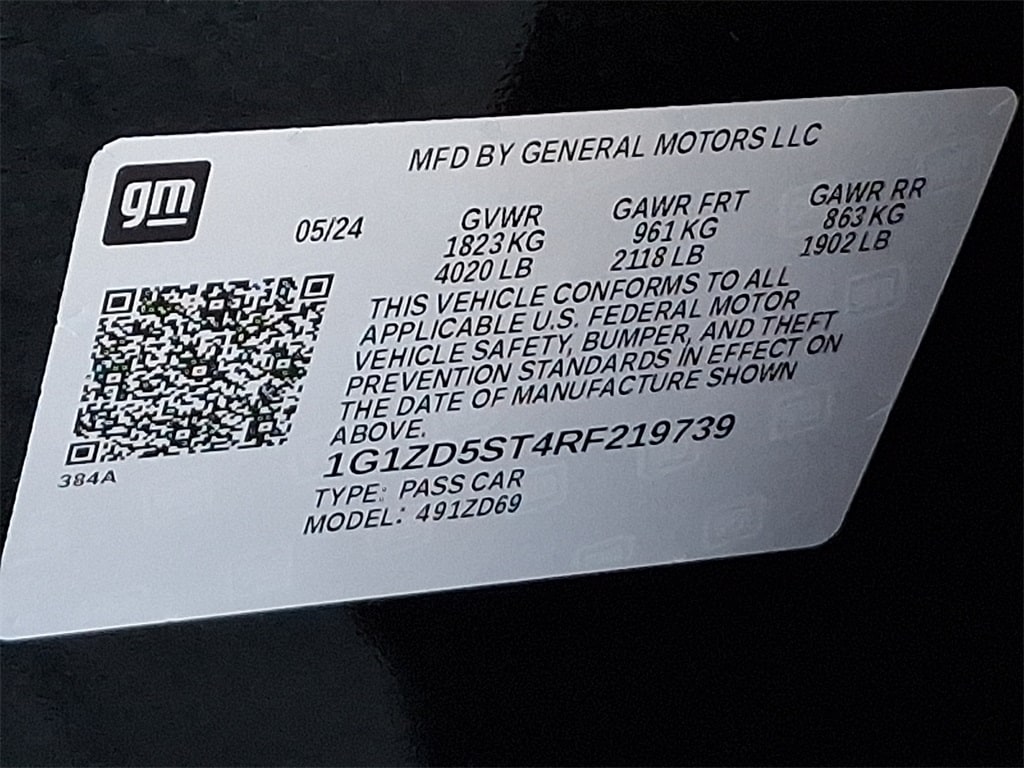 MFD BY GENERAL MOTORS LLC
gm
05/24
GVWR
1823 KG
4020 LB
GAWR FRT
961 KG
2118 LB
GAWR RR
863 KG
1902 LB
THIS VEHICLE CONFORMS TO ALL
APPLICABLE U.S. FEDERAL MOTOR
VEHICLE SAFETY, BUMPER, AND THEFT
PREVENTION STANDARDS IN EFFECT ON
THE DATE OF MANUFACTURE SHOWN
ABOVE.
1G1ZD5ST4RF219739
384A
TYPE: PASS CAR
MODEL: 491ZD69